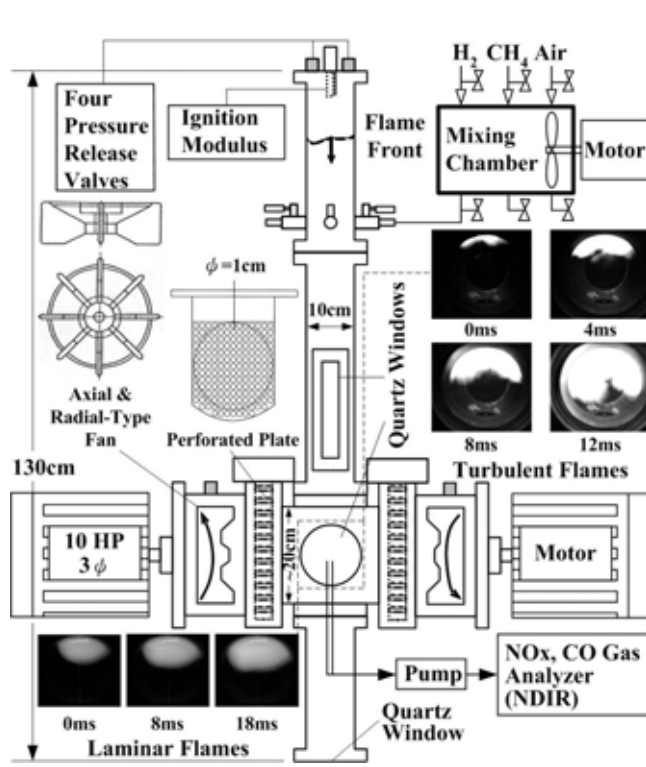 H₂ CH₄ Air
Four
Pressure
Release
Valves
Ignition
Modulus
Flame
Front
Mixing
Chamber
Motor
ϕ=1cm
10cm
Quartz Windows
0ms
4ms
8ms
12ms
Turbulent Flames
Axial &
Radial-Type
Fan
Perforated Plate
130cm
10 HP
3 ϕ
~20cm
Motor
0ms
8ms
18ms
Laminar Flames
Pump
NOx, CO Gas
Analyzer
(NDIR)
Quartz
Window